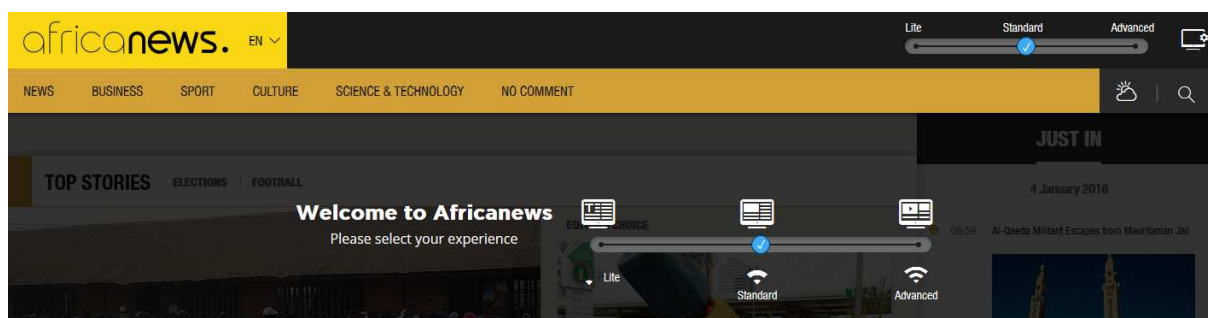 Lite Standard Advanced
africanews. EN
NEWS BUSINESS SPORT CULTURE SCIENCE & TECHNOLOGY NO COMMENT
JUST IN
TOP STORIES ELECTIONS FOOTBALL
4 January 2016
Welcome to Africanews
Please select your experience
CHOICE
08:58 Al-Qaeda Militant Escapes from Mauritanian Jail
Lite Standard Advanced